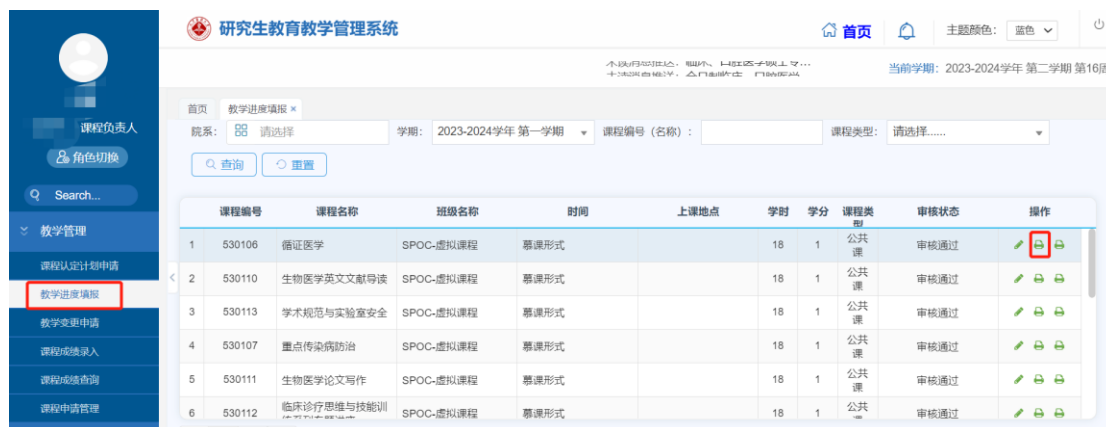 研究生教育教学管理系统
首页
主题颜色：
蓝色
当前学期：2023-2024学年 第二学期 第16周
课程负责人
角色切换
Search...
教学管理
课程认定计划申请
教学进度填报
教学变更申请
课程成绩录入
课程成绩查询
课程申请管理
首页 教学进度填报 ×
院系： 请选择 学期： 2023-2024学年 第一学期 课程编号（名称）： 课程类型： 请选择......
查询 重置
课程编号 课程名称 班级名称 时间 上课地点 学时 学分 课程类型 审核状态 操作
1 530106 循证医学 SPOC-虚拟课程 慕课形式 18 1 公共课 审核通过
2 530110 生物医学英文文献导读 SPOC-虚拟课程 慕课形式 18 1 公共课 审核通过
3 530113 学术规范与实验室安全 SPOC-虚拟课程 慕课形式 18 1 公共课 审核通过
4 530107 重点传染病防治 SPOC-虚拟课程 慕课形式 18 1 公共课 审核通过
5 530111 生物医学论文写作 SPOC-虚拟课程 慕课形式 18 1 公共课 审核通过
6 530112 临床诊疗思维与技能训 SPOC-虚拟课程 慕课形式 18 1 公共 审核通过